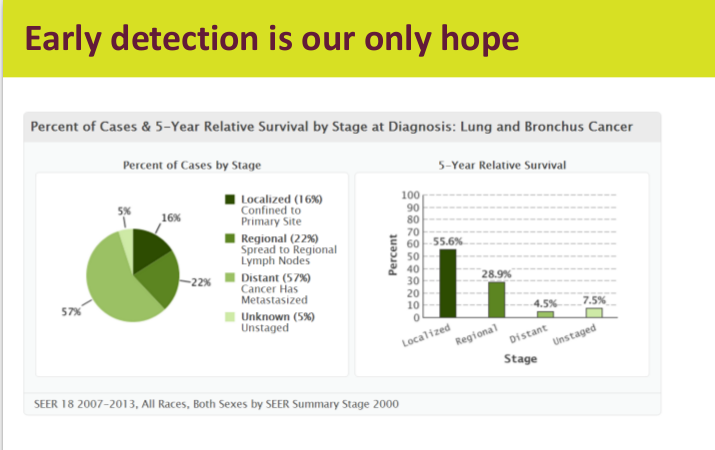 Early detection is our only hope
Percent of Cases & 5-Year Relative Survival by Stage at Diagnosis: Lung and Bronchus Cancer
Percent of Cases by Stage
5%
16%
22%
57%
Localized (16%)
Confined to
Primary Site
Regional (22%)
Spread to Regional
Lymph Nodes
Distant (57%)
Cancer Has
Metastasized
Unknown (5%)
Unstaged
5-Year Relative Survival
Percent
100
90
80
70
60
50
40
30
20
10
0
55.6%
28.9%
4.5%
7.5%
Localized
Regional
Distant
Unstaged
Stage
SEER 18 2007-2013, All Races, Both Sexes by SEER Summary Stage 2000